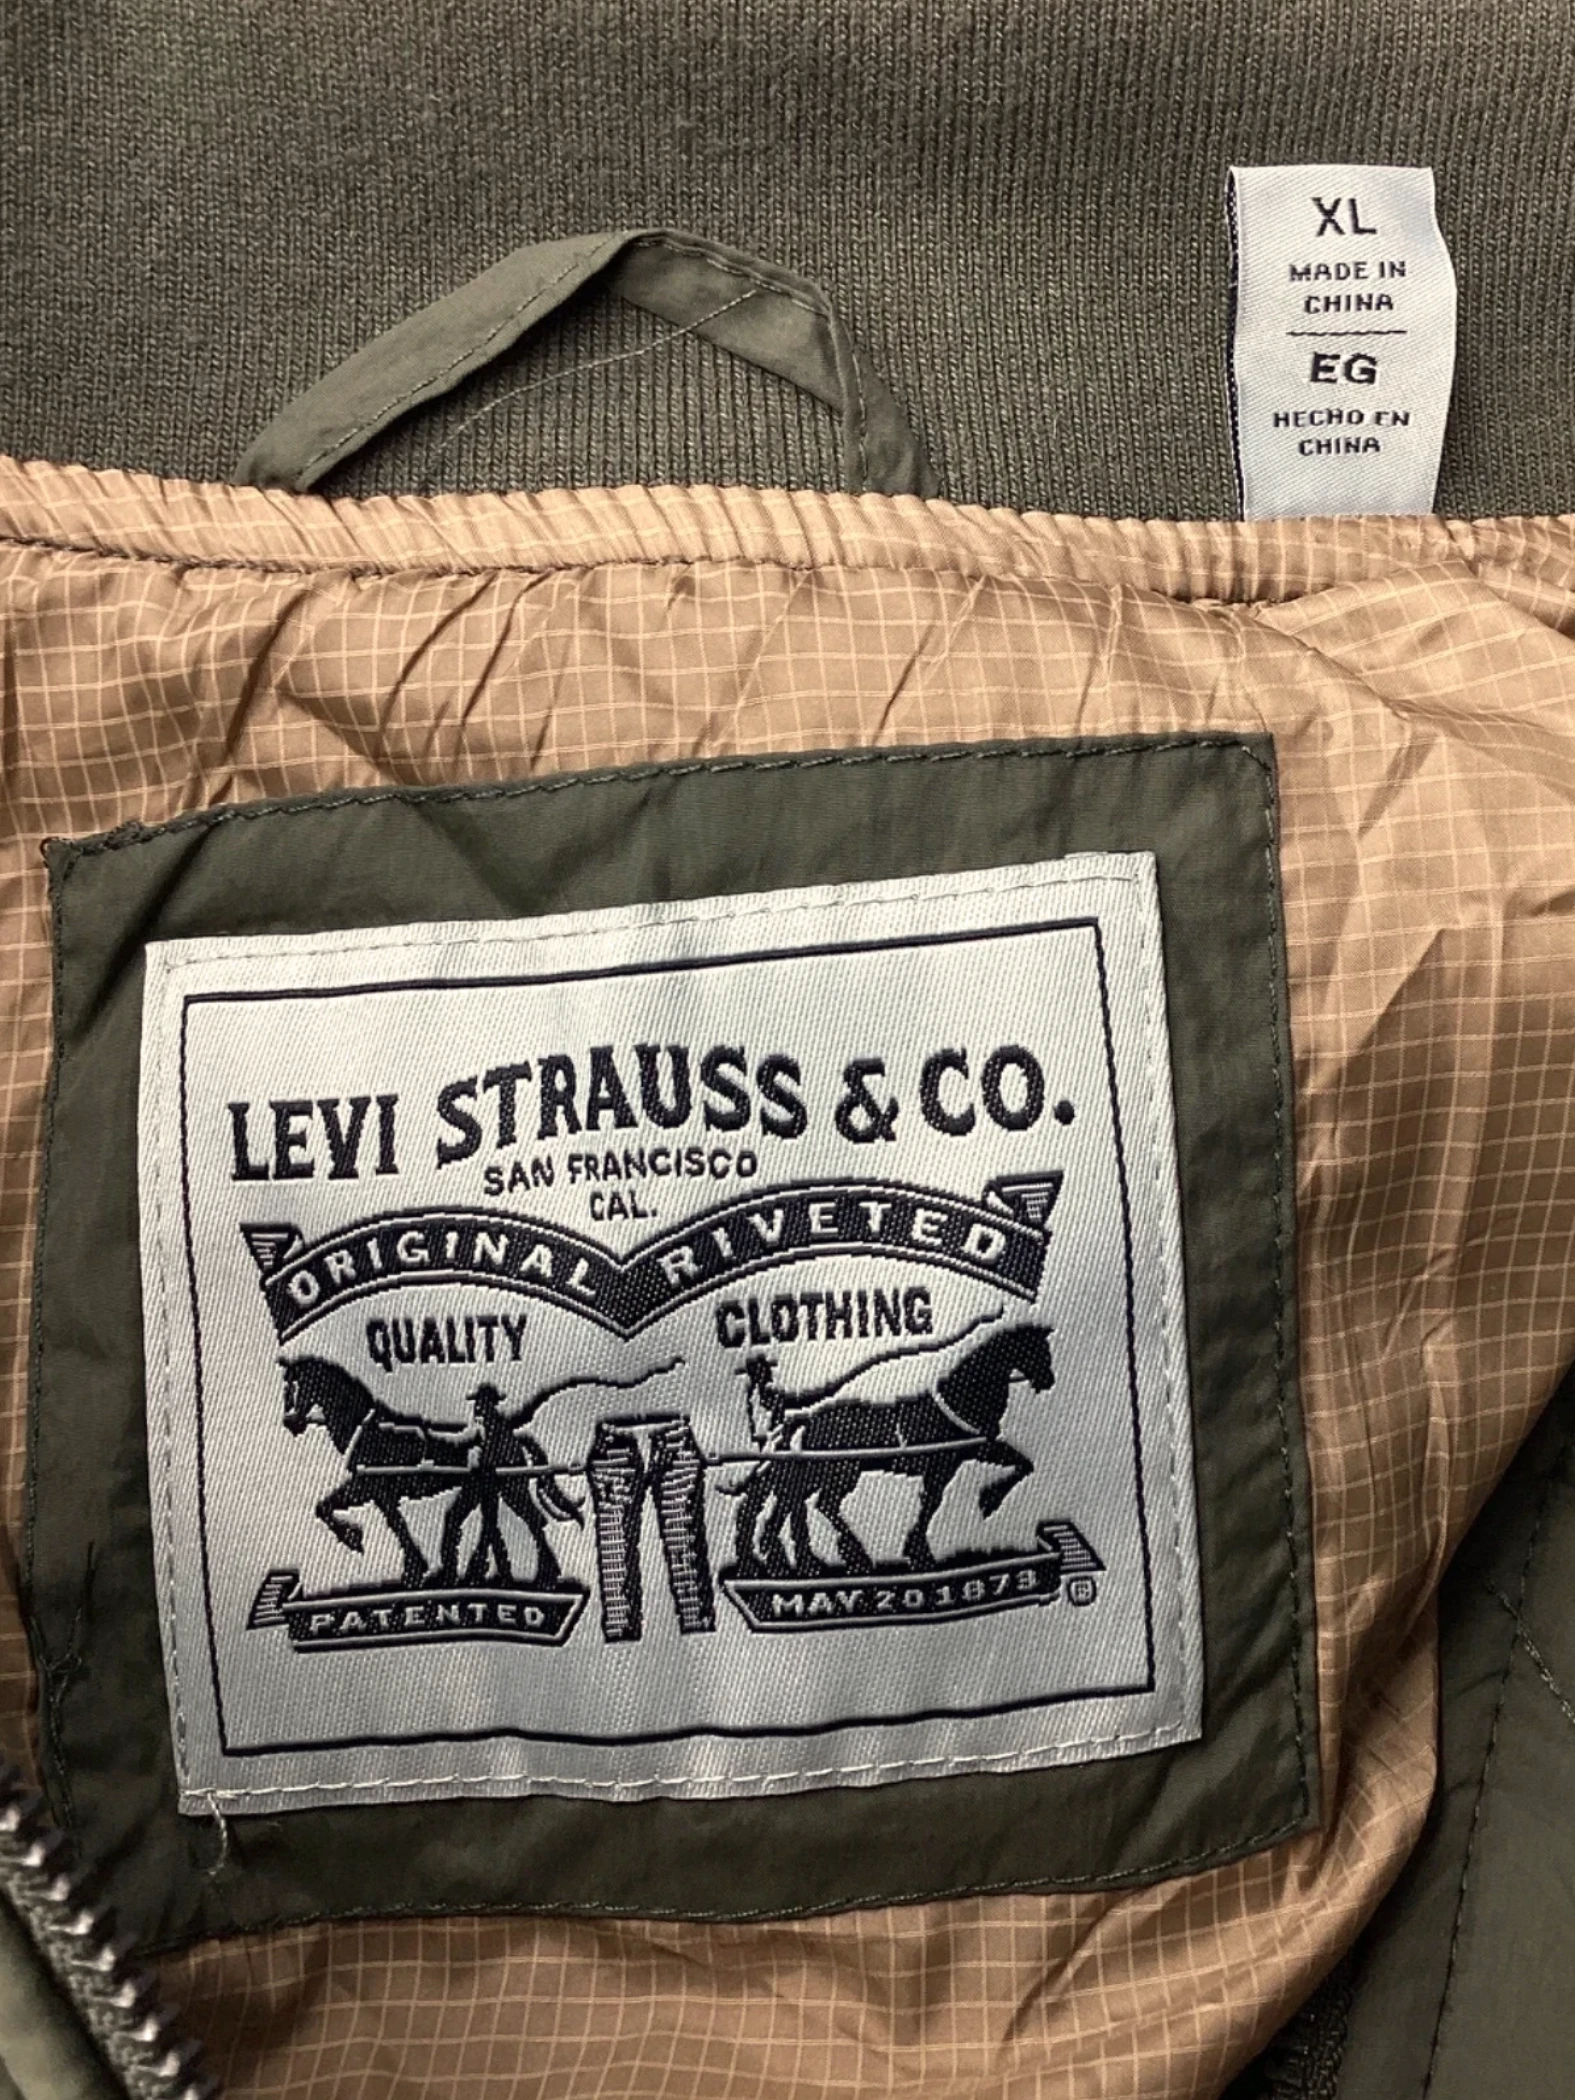 XL
MADE IN
CHINA
EG
HECHO EN
CHINA
LEVI STRAUSS & CO.
SAN FRANCISCO
CAL.
ORIGINAL RIVETED
QUALITY CLOTHING
PATENTED MAY 20 1873 ®